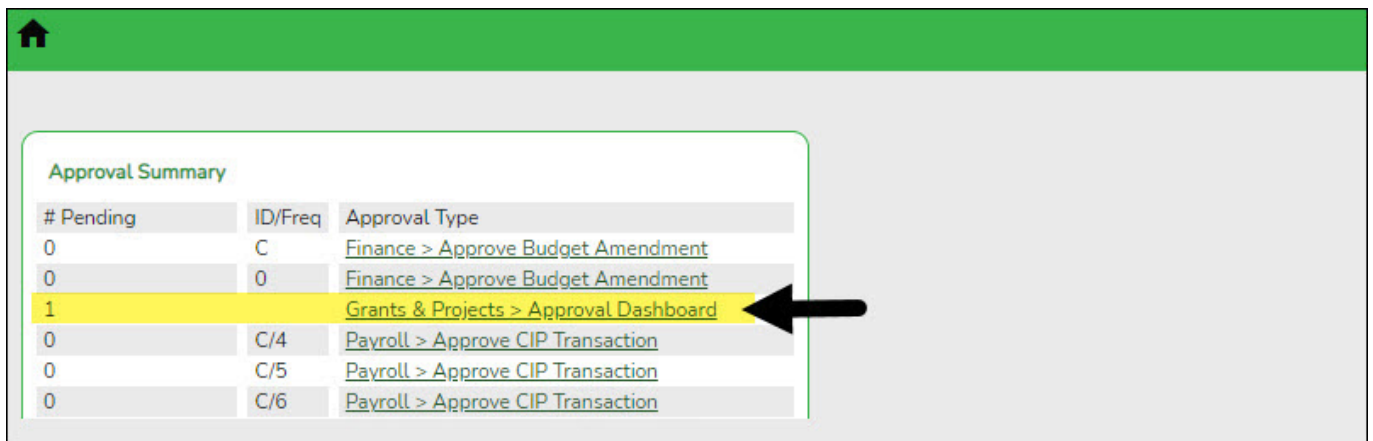 Approval Summary
# Pending ID/Freq Approval Type
0 C Finance > Approve Budget Amendment
0 0 Finance > Approve Budget Amendment
1 Grants & Projects > Approval Dashboard
0 C/4 Payroll > Approve CIP Transaction
0 C/5 Payroll > Approve CIP Transaction
0 C/6 Payroll > Approve CIP Transaction